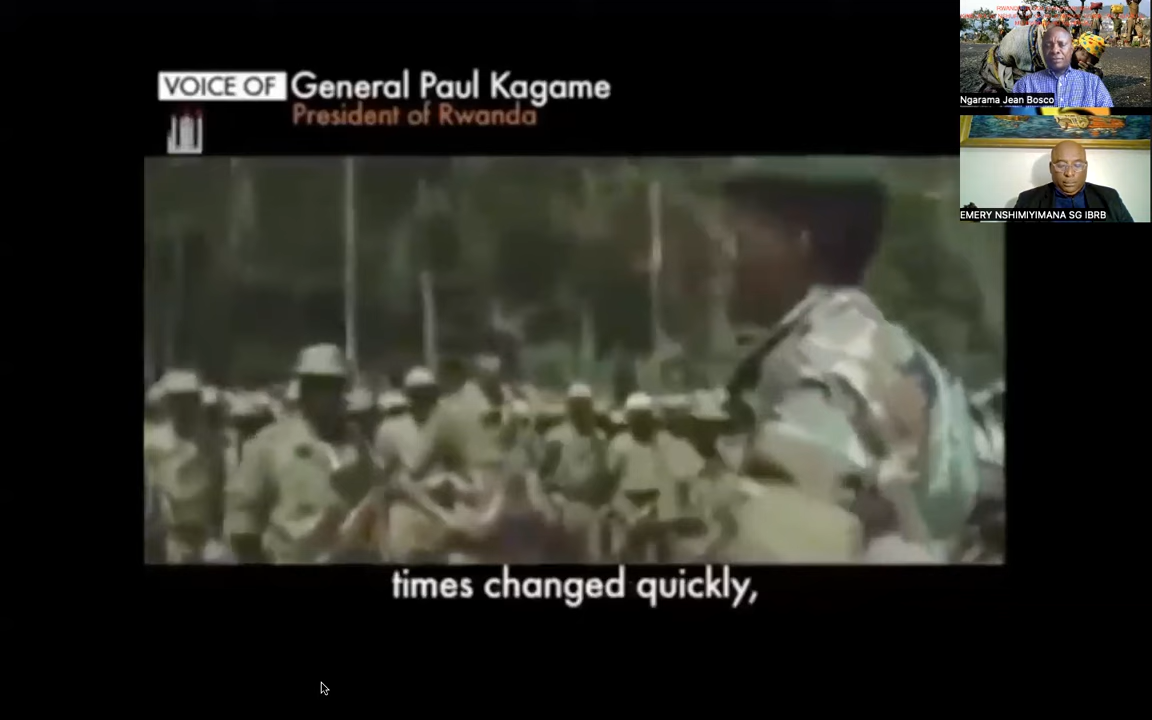 VOICE OF General Paul Kagame
President of Rwanda
times changed quickly,
Ngarama Jean Bosco
EMERY NSHIMIYIMANA SG IBRB